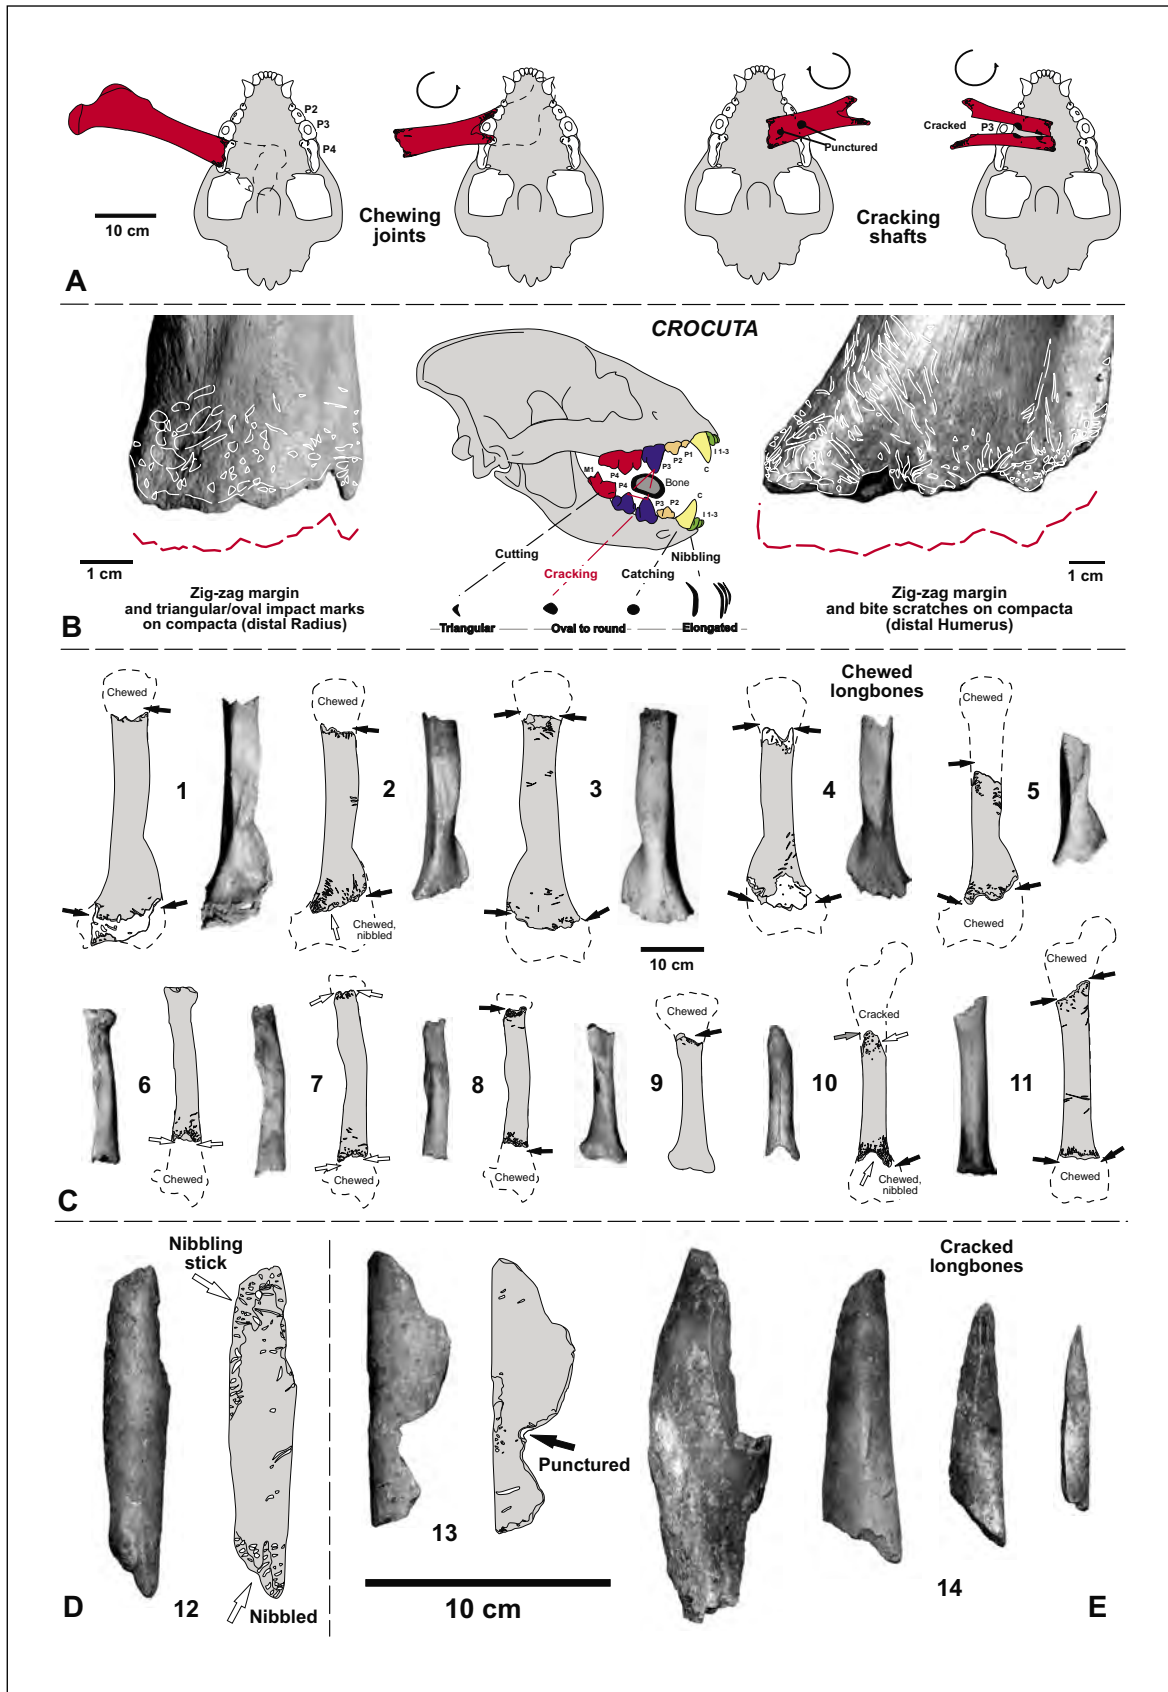 P2
P3
P4
10 cm
Chewing
joints
Punctured
Cracked
P3
Cracking
shafts
A
CROCUTA
M1
P4
P3
P2
P1
C
I 1-3
P4
Bone
P3
P2
C
I 1-3
Cutting
Cracking
Catching
Nibbling
Triangular
Oval to round
Elongated
1 cm
Zig-zag margin
and triangular/oval impact marks
on compacta (distal Radius)
1 cm
Zig-zag margin
and bite scratches on compacta
(distal Humerus)
B
Chewed
longbones
Chewed
1
Chewed
2
Chewed,
nibbled
3
10 cm
4
Chewed
5
Chewed
6
Chewed
7
Chewed
8
Chewed
Chewed
9
10
Cracked
Chewed,
nibbled
11
Chewed
Chewed
C
Nibbling
stick
12
Nibbled
D
Punctured
13
10 cm
Cracked
longbones
14
E